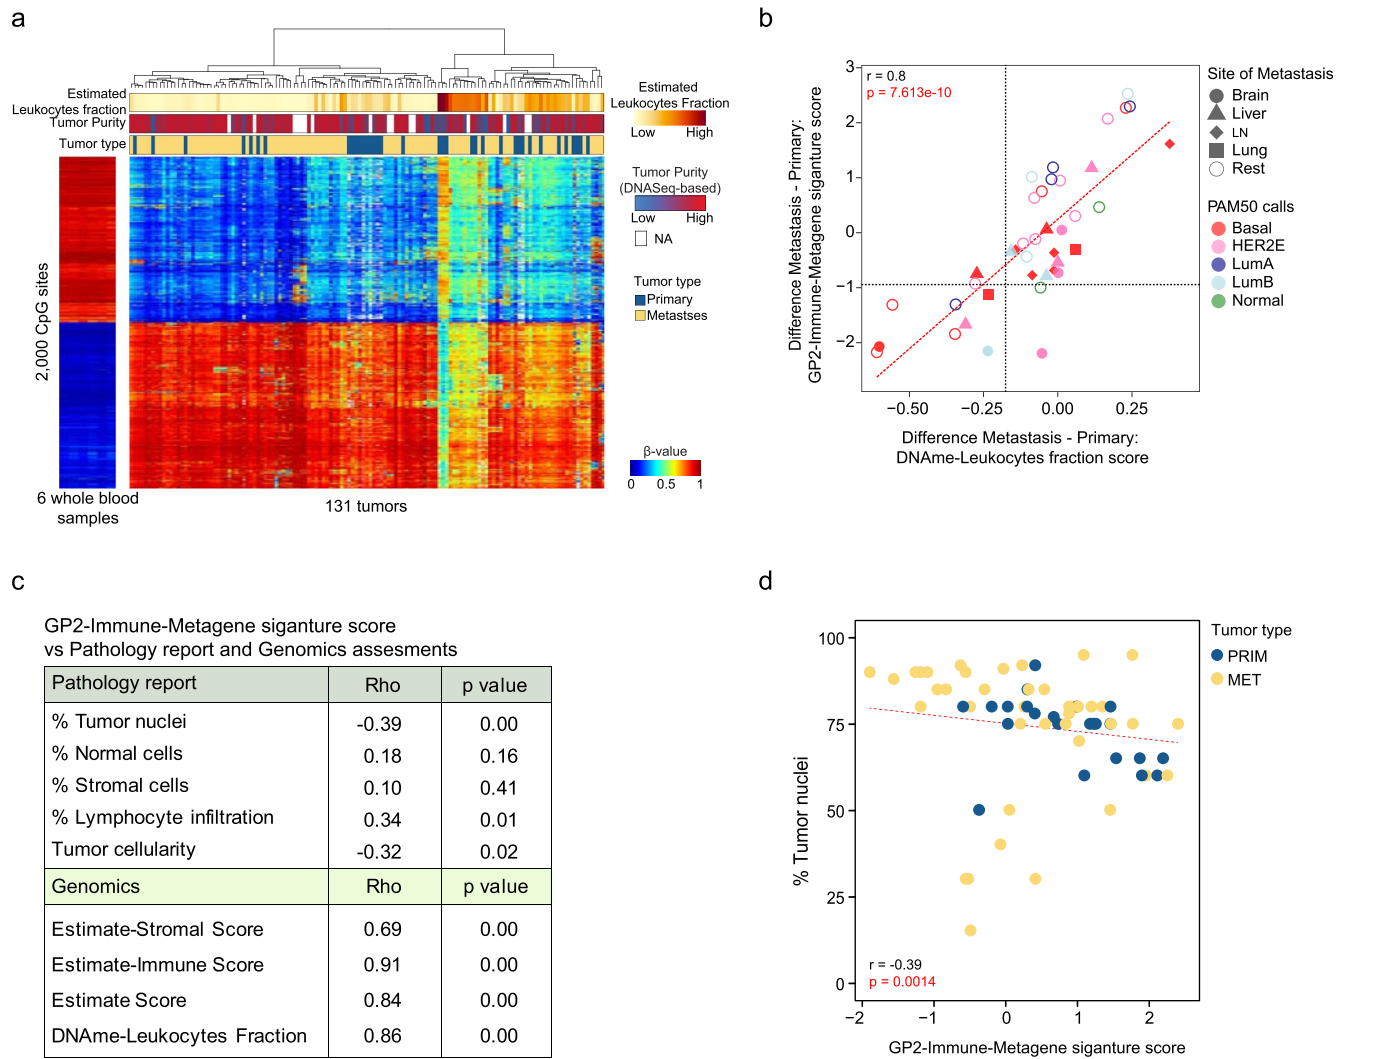 a
Estimated
Leukocytes fraction
Tumor Purity
Tumor type
2,000 CpG sites
6 whole blood
samples
131 tumors
Estimated
Leukocytes Fraction
Low High
Tumor Purity
(DNASeq-based)
Low High
NA
Tumor type
Primary
Metastses
β-value
0 0.5 1
b
r = 0.8
p = 7.613e-10
Difference Metastasis - Primary:
GP2-Immune-Metagene siganture score
3
2
1
0
−1
−2
−0.50 −0.25 0.00 0.25
Difference Metastasis - Primary:
DNAme-Leukocytes fraction score
Site of Metastasis
Brain
Liver
LN
Lung
Rest
PAM50 calls
Basal
HER2E
LumA
LumB
Normal
c
GP2-Immune-Metagene siganture score
vs Pathology report and Genomics assesments
Pathology report Rho p value
% Tumor nuclei -0.39 0.00
% Normal cells 0.18 0.16
% Stromal cells 0.10 0.41
% Lymphocyte infiltration 0.34 0.01
Tumor cellularity -0.32 0.02
Genomics Rho p value
Estimate-Stromal Score 0.69 0.00
Estimate-Immune Score 0.91 0.00
Estimate Score 0.84 0.00
DNAme-Leukocytes Fraction 0.86 0.00
d
% Tumor nuclei
100
75
50
25
0
r = -0.39
p = 0.0014
−2 −1 0 1 2
GP2-Immune-Metagene siganture score
Tumor type
PRIM
MET